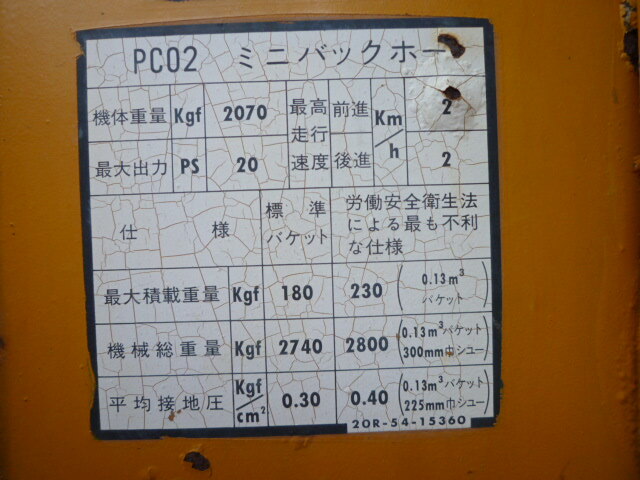 PC02 ミニバックホー
機体重量 Kgf 2070 最高走行速度 前進 Km/h 2
最大出力 PS 20 後進 2
仕様 標準バケット 労働安全衛生法による最も不利な仕様
最大積載重量 Kgf 180 230 (0.13m³バケット)
機械総重量 Kgf 2740 2800 (0.13m³バケット 300mm巾シュー)
平均接地圧 Kgf/cm² 0.30 0.40 (0.13m³バケット 225mm巾シュー)
20R-54-15360